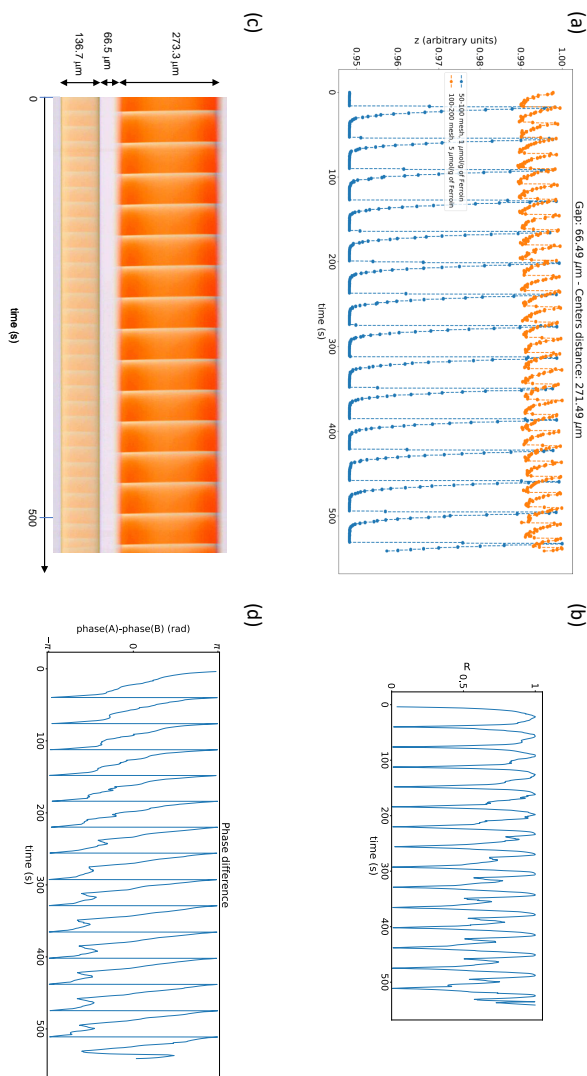 (a)
Gap: 66.49 μm - Centers distance: 271.49 μm
z (arbitrary units)
1.00
0.99
0.98
0.97
0.96
0.95
50-100 mesh, 1 μmol/g of Ferroin
100-200 mesh, 5 μmol/g of Ferroin
0
100
200
300
400
500
time (s)
(b)
R
1
0.5
0
0
100
200
300
400
500
time (s)
(c)
273.3 μm
66.5 μm
136.7 μm
0
500
time (s)
(d)
Phase difference
phase(A)-phase(B) (rad)
π
0
−π
0
100
200
300
400
500
time (s)